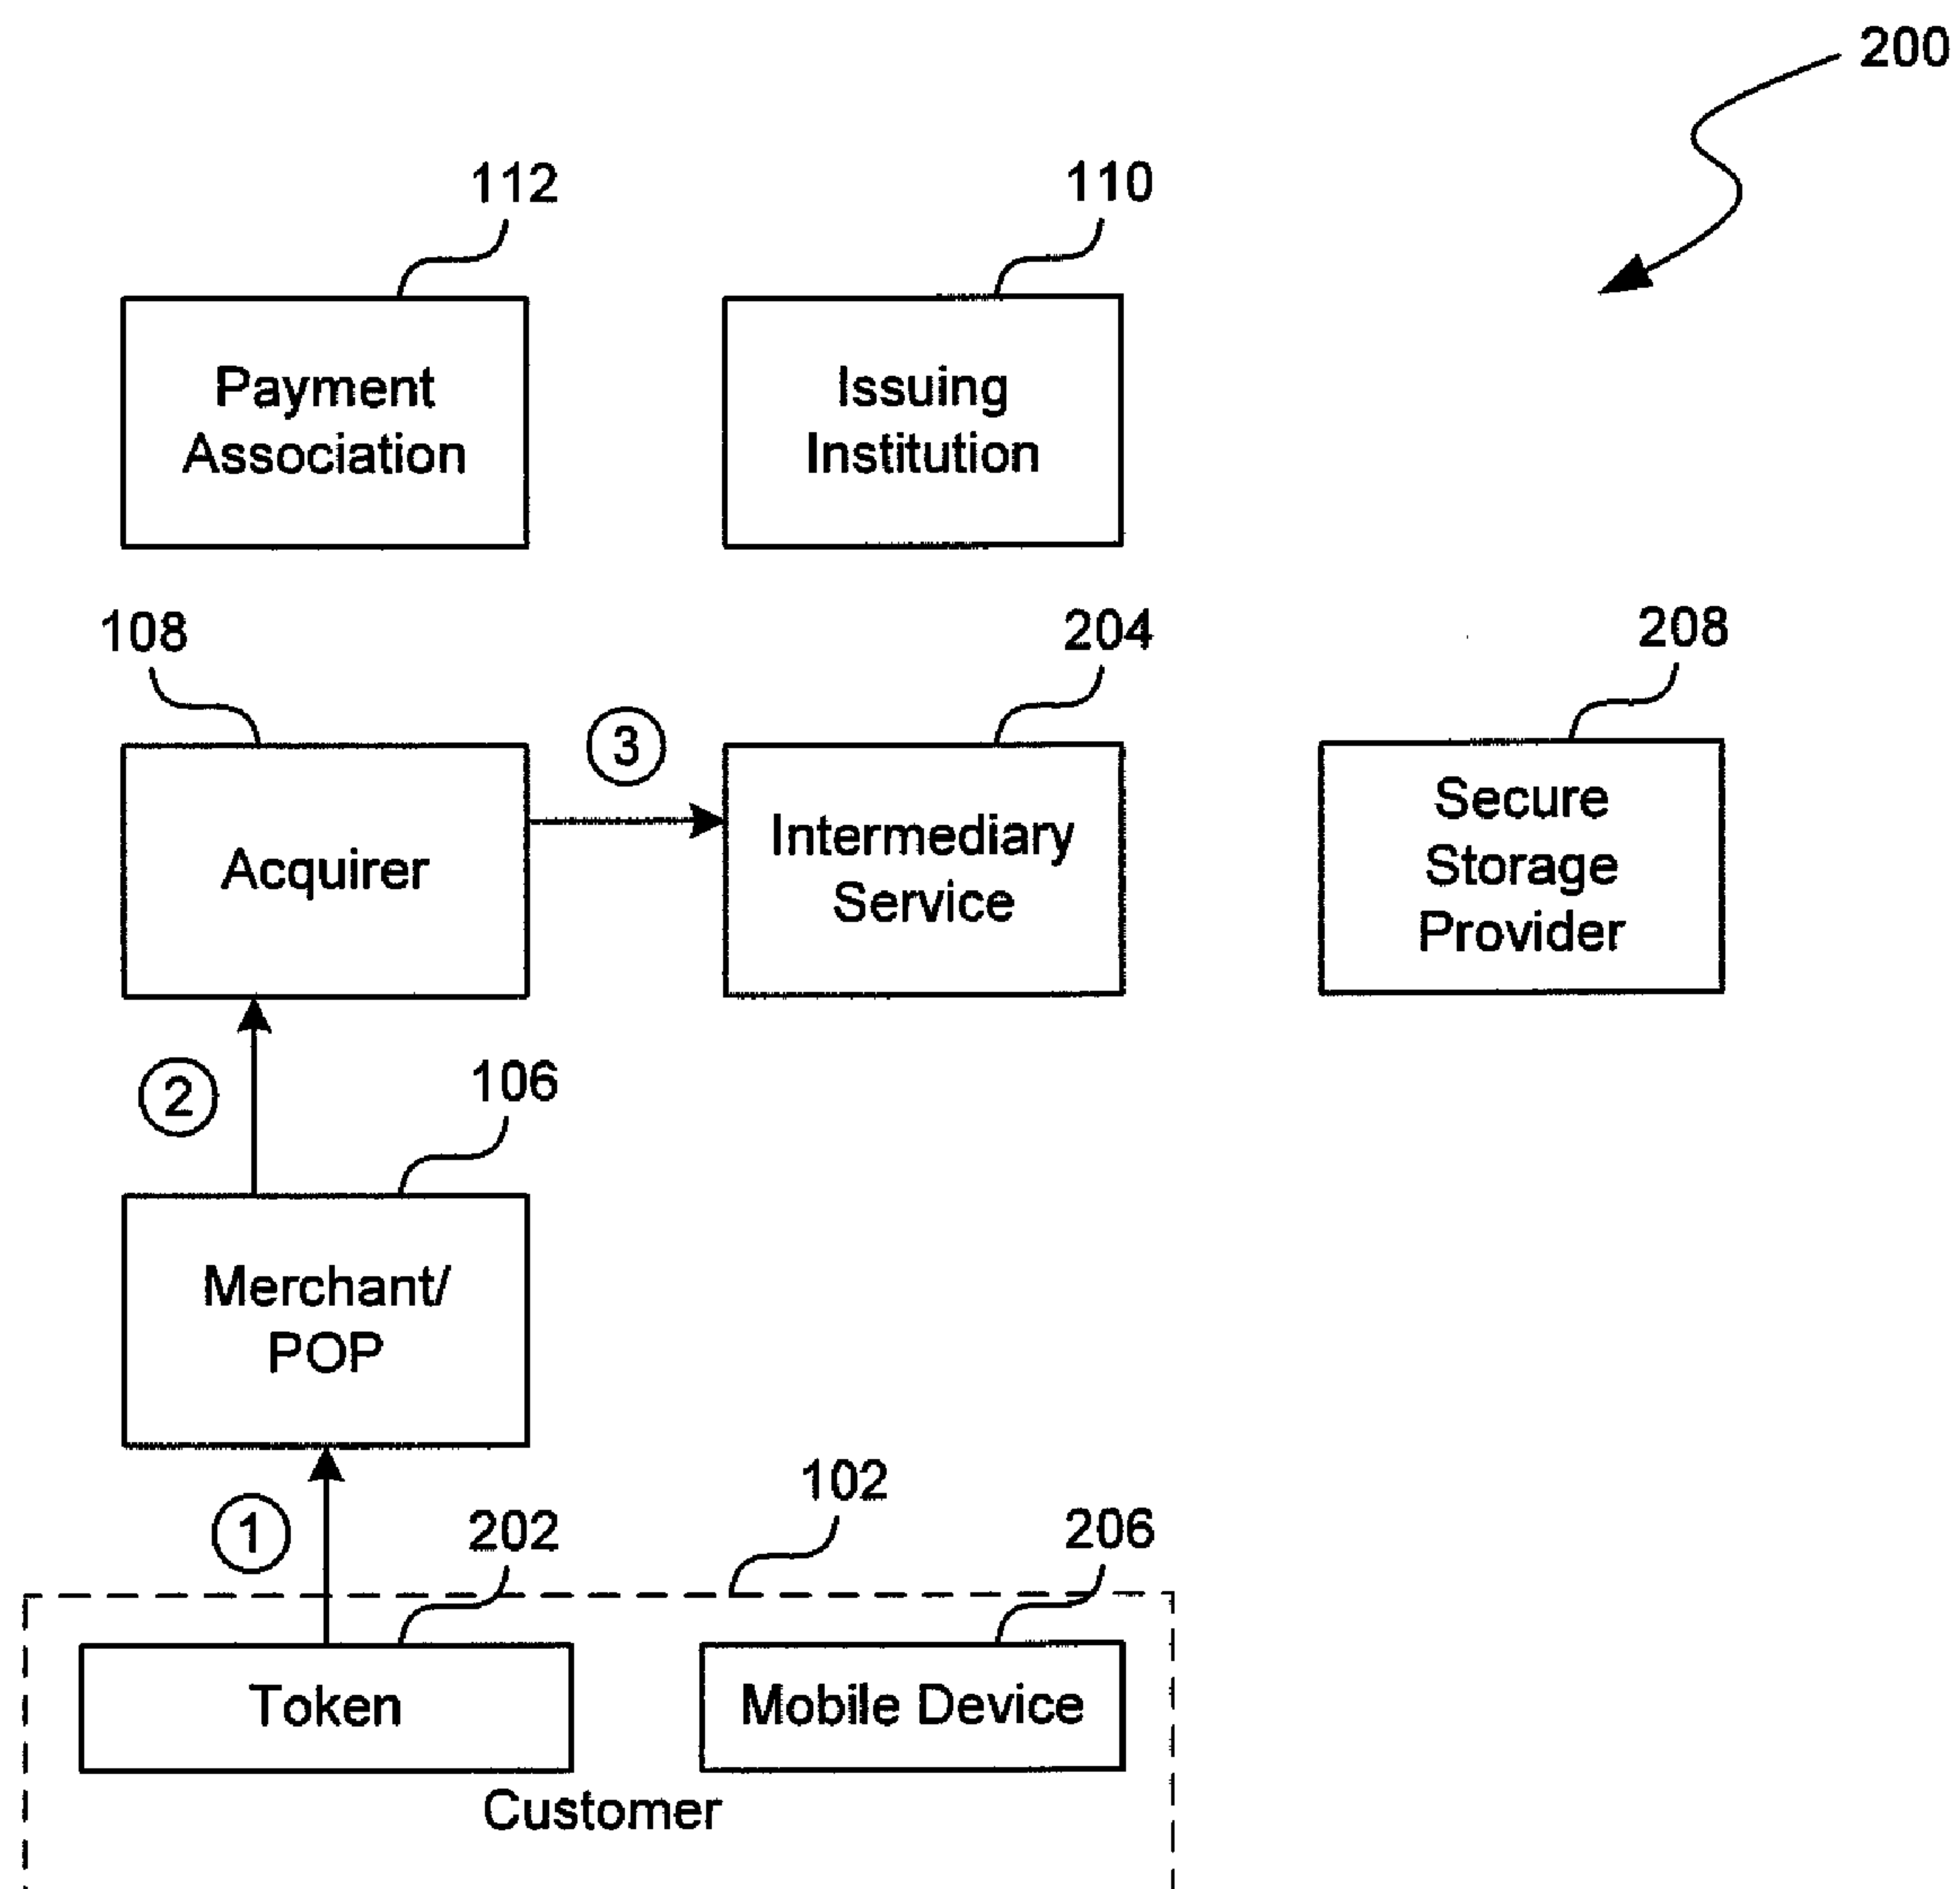 200
112
110
Payment
Association
Issuing
Institution
108
204
208
3
Acquirer
Intermediary
Service
Secure
Storage
Provider
2
106
Merchant/
POP
1
202
102
206
Token
Mobile Device
Customer